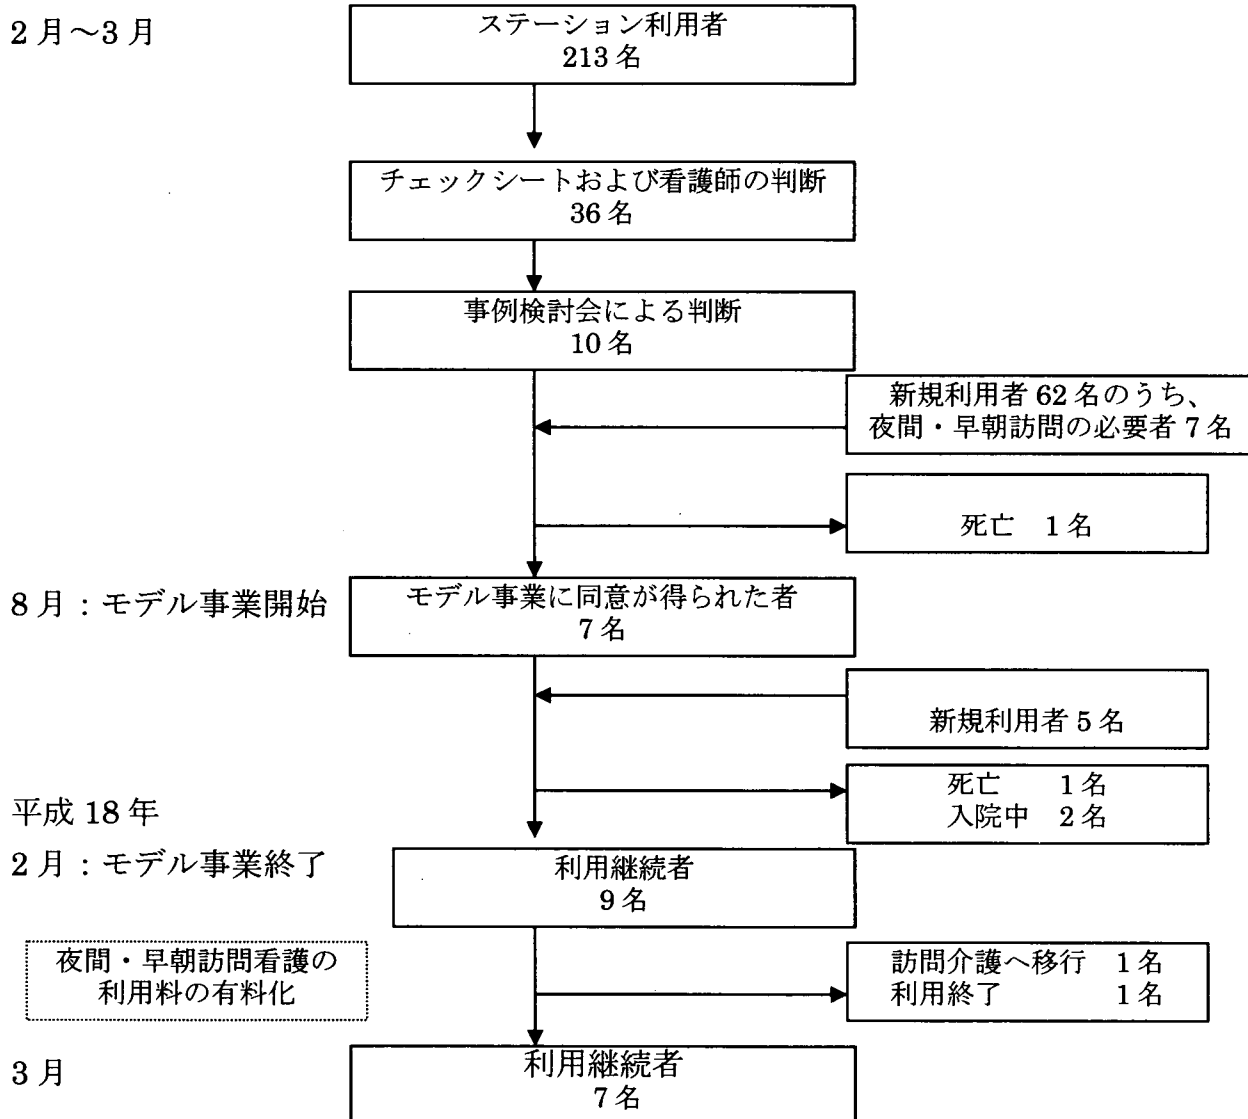 2月～3月
ステーション利用者
213名
チェックシートおよび看護師の判断
36名
事例検討会による判断
10名
新規利用者62名のうち、
夜間・早朝訪問の必要者7名
死亡　1名
8月：モデル事業開始
モデル事業に同意が得られた者
7名
新規利用者5名
死亡　　1名
入院中　2名
平成18年
2月：モデル事業終了
利用継続者
9名
夜間・早朝訪問看護の
利用料の有料化
訪問介護へ移行　1名
利用終了　　　　1名
3月
利用継続者
7名